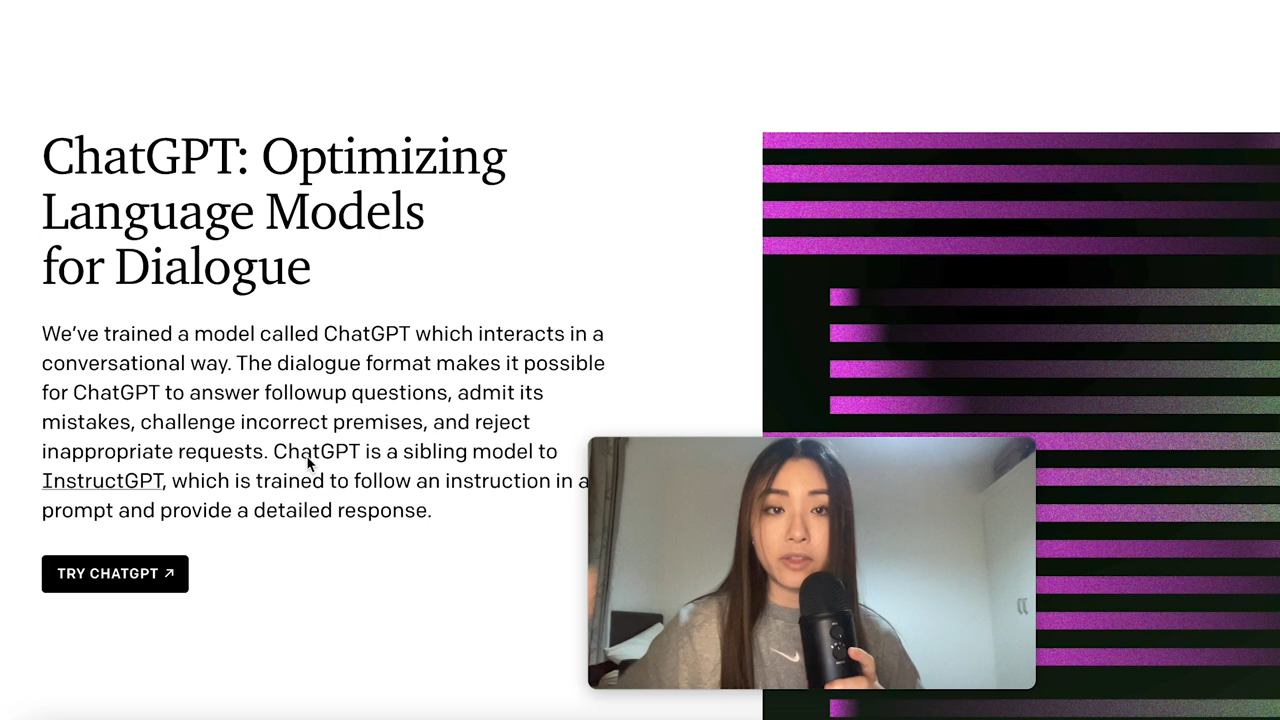 ChatGPT: Optimizing
Language Models
for Dialogue
We've trained a model called ChatGPT which interacts in a
conversational way. The dialogue format makes it possible
for ChatGPT to answer followup questions, admit its
mistakes, challenge incorrect premises, and reject
inappropriate requests. ChatGPT is a sibling model to
InstructGPT, which is trained to follow an instruction in a
prompt and provide a detailed response.
TRY CHATGPT ↗